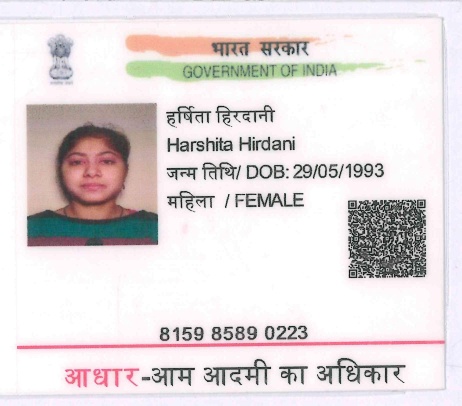 भारत सरकार
GOVERNMENT OF INDIA
हर्षिता हिरदानी
Harshita Hirdani
जन्म तिथि/ DOB: 29/05/1993
महिला / FEMALE
8159 8589 0223
आधार-आम आदमी का अधिकार